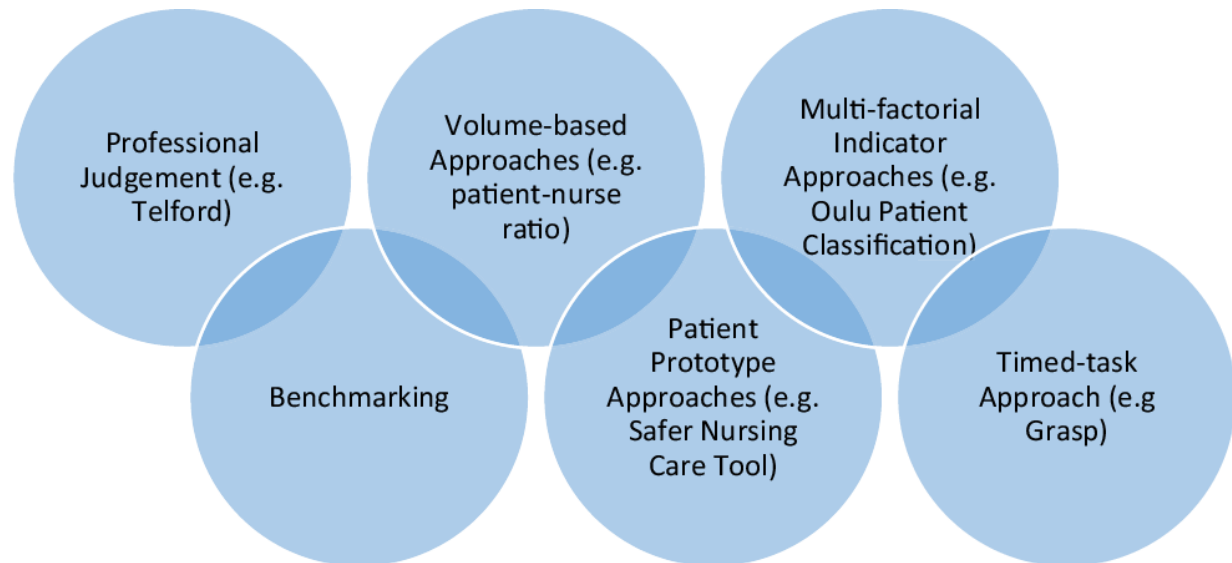 Professional
Judgement (e.g.
Telford)
Volume-based
Approaches (e.g.
patient-nurse
ratio)
Multi-factorial
Indicator
Approaches (e.g.
Oulu Patient
Classification)
Benchmarking
Patient
Prototype
Approaches (e.g.
Safer Nursing
Care Tool)
Timed-task
Approach (e.g
Grasp)